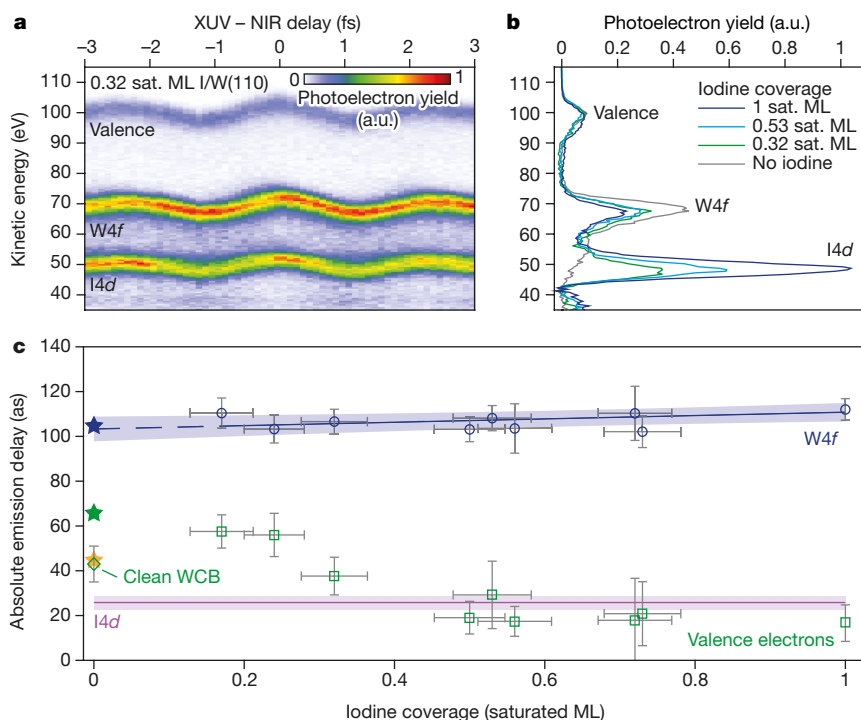 a
XUV – NIR delay (fs)
–3 –2 –1 0 1 2 3
0.32 sat. ML I/W(110)
0 1
Photoelectron yield
(a.u.)
Valence
W4f
I4d
Kinetic energy (eV)
110
100
90
80
70
60
50
40
b
Photoelectron yield (a.u.)
0 0.2 0.4 0.6 0.8 1
Iodine coverage
1 sat. ML
0.53 sat. ML
0.32 sat. ML
No iodine
Valence
W4f
I4d
110
100
90
80
70
60
50
40
c
Absolute emission delay (as)
140
120
100
80
60
40
20
0
W4f
Clean WCB
I4d
Valence electrons
0 0.2 0.4 0.6 0.8 1
Iodine coverage (saturated ML)